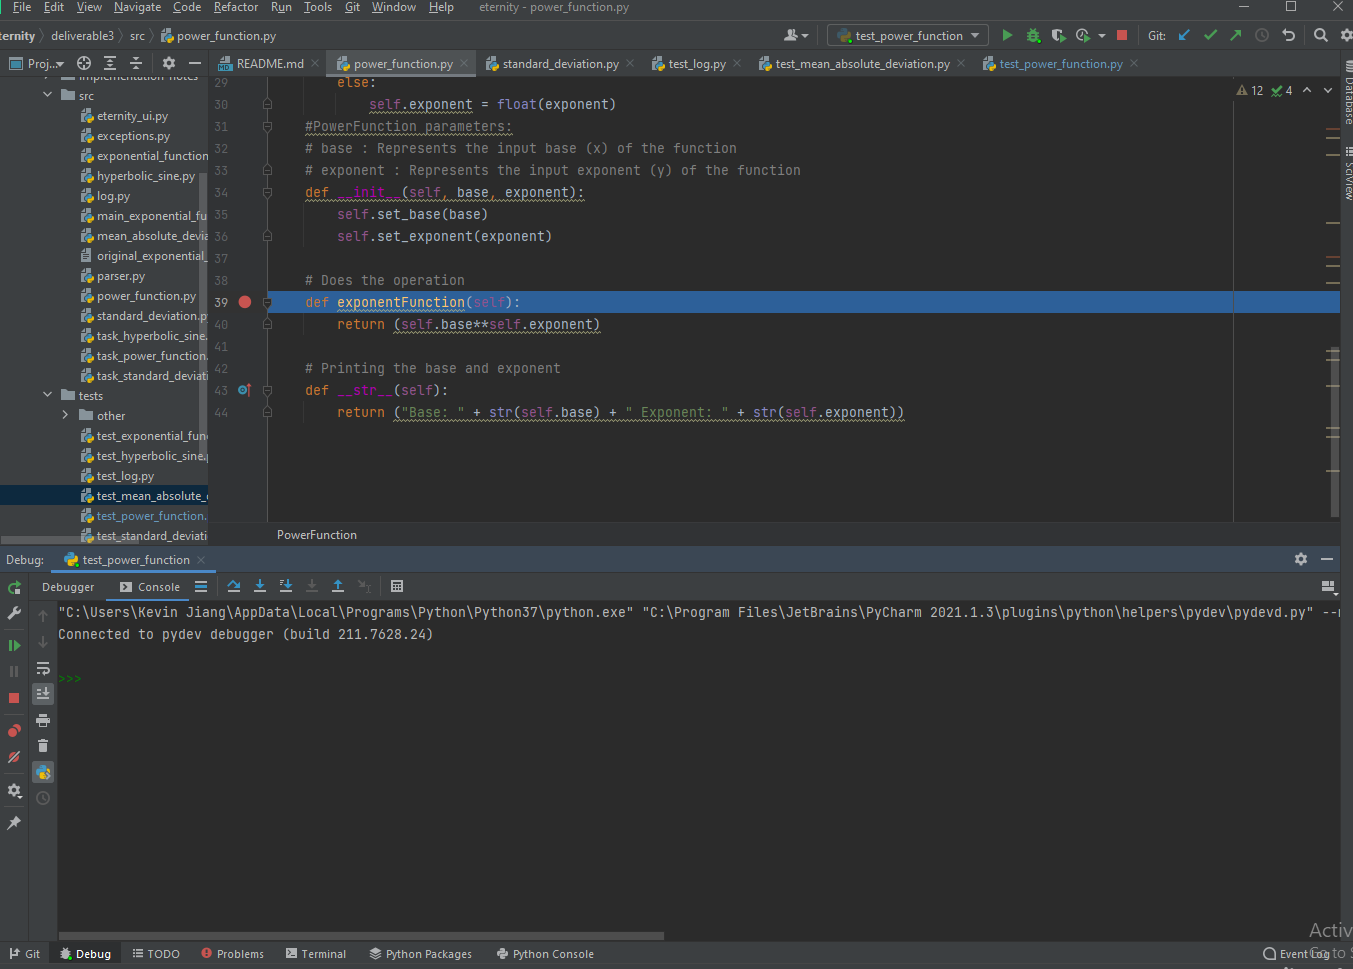 File Edit View Navigate Code Refactor Run Tools Git Window Help eternity - power_function.py
ernity deliverable3 src power_function.py test_power_function Git:
Proj... README.md power_function.py standard_deviation.py test_log.py test_mean_absolute_deviation.py test_power_function.py
src
eternity_ui.py
exceptions.py
exponential_function
hyperbolic_sine.py
log.py
main_exponential_fu
mean_absolute_devia
original_exponential_
parser.py
power_function.py
standard_deviation.p
task_hyperbolic_sine.
task_power_function.
task_standard_deviati
tests
other
test_exponential_fun
test_hyperbolic_sine.p
test_log.py
test_mean_absolute_
test_power_function.
test_standard_deviati
29 else:
30 self.exponent = float(exponent)
31 #PowerFunction parameters:
32 # base : Represents the input base (x) of the function
33 # exponent : Represents the input exponent (y) of the function
34 def __init__(self, base, exponent):
35 self.set_base(base)
36 self.set_exponent(exponent)
37
38 # Does the operation
39 def exponentFunction(self):
40 return (self.base**self.exponent)
41
42 # Printing the base and exponent
43 def __str__(self):
44 return ("Base: " + str(self.base) + " Exponent: " + str(self.exponent))
12 4
Database
SciView
PowerFunction
Debug: test_power_function
Debugger Console
"C:\Users\Kevin Jiang\AppData\Local\Programs\Python\Python37\python.exe" "C:\Program Files\JetBrains\PyCharm 2021.1.3\plugins\python\helpers\pydev\pydevd.py" --
Connected to pydev debugger (build 211.7628.24)
>>>
Activ
Go to S
Git Debug TODO Problems Terminal Python Packages Python Console Event Log